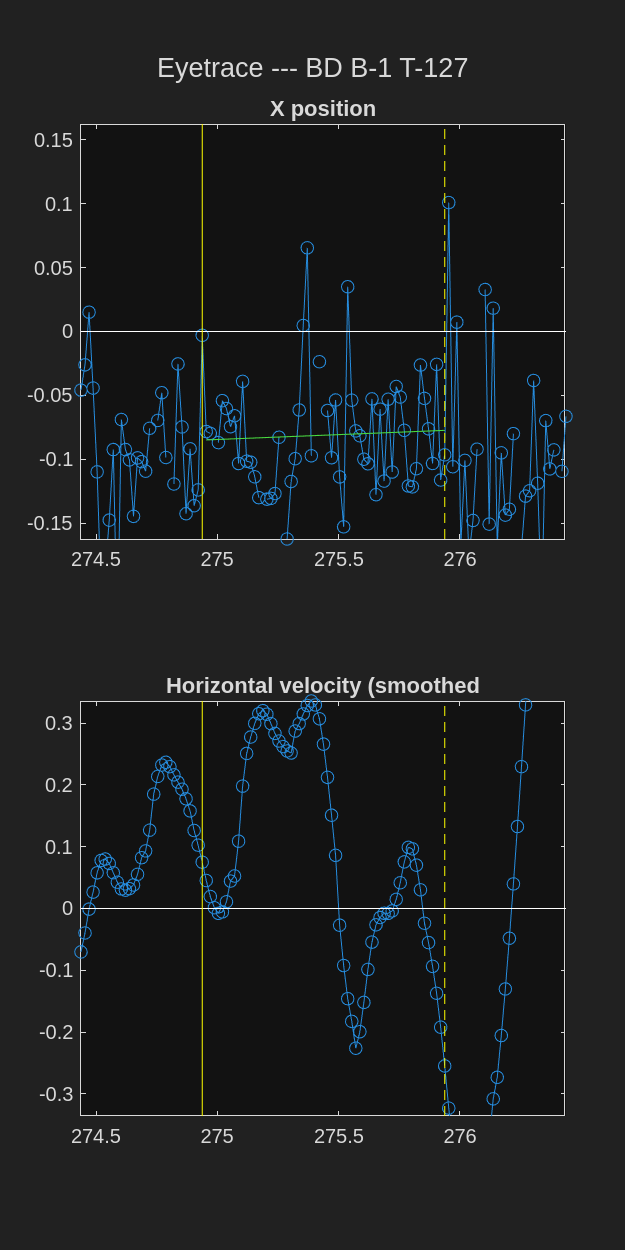 Eyetrace --- BD B-1 T-127
X position
0.15
0.1
0.05
0
-0.05
-0.1
-0.15
274.5 275 275.5 276
Horizontal velocity (smoothed
0.3
0.2
0.1
0
-0.1
-0.2
-0.3
274.5 275 275.5 276